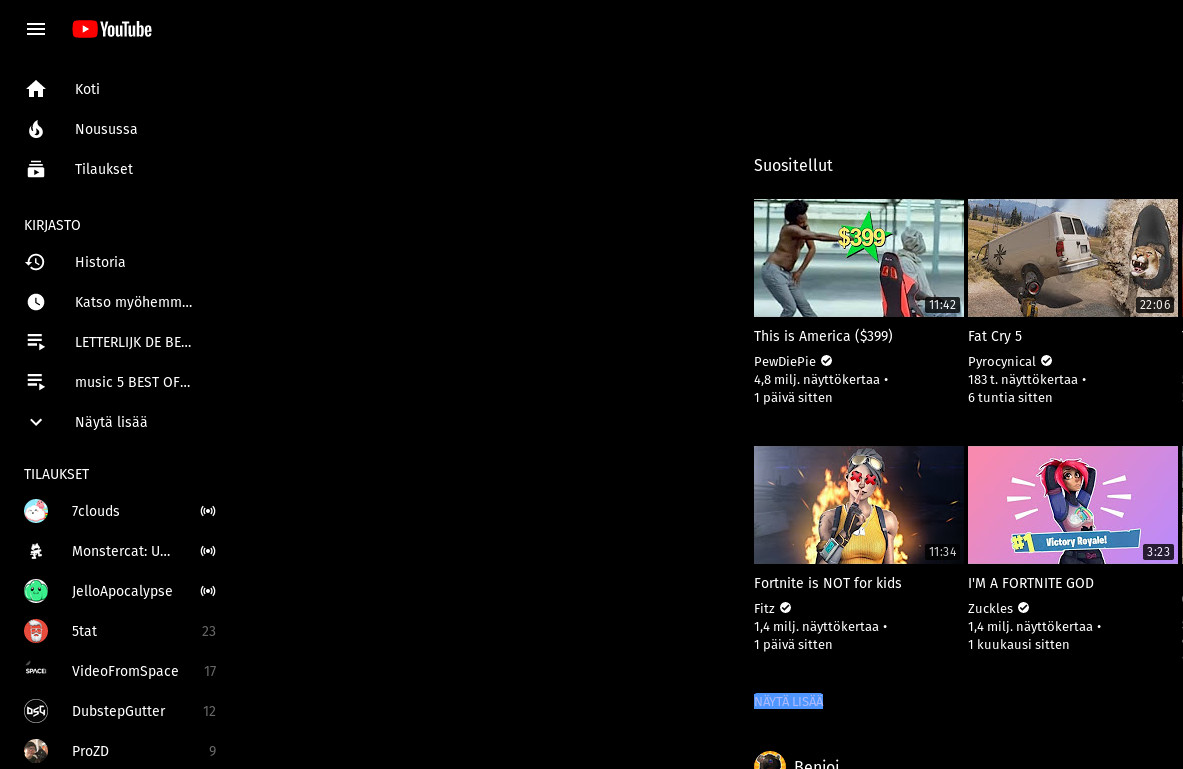 YouTube
Koti
Nousussa
Tilaukset
KIRJASTO
Historia
Katso myöhemm...
LETTERLIJK DE BE...
music 5 BEST OF...
Näytä lisää
TILAUKSET
7clouds
Monstercat: U...
JelloApocalypse
5tat 23
VideoFromSpace 17
DubstepGutter 12
ProZD 9
Suositellut
$399
11:42
This is America ($399)
PewDiePie
4,8 milj. näyttökertaa •
1 päivä sitten
22:06
Fat Cry 5
Pyrocynical
183 t. näyttökertaa •
6 tuntia sitten
11:34
Fortnite is NOT for kids
Fitz
1,4 milj. näyttökertaa •
1 päivä sitten
#1 Victory Royale!
3:23
I'M A FORTNITE GOD
Zuckles
1,4 milj. näyttökertaa •
1 kuukausi sitten
NÄYTÄ LISÄÄ